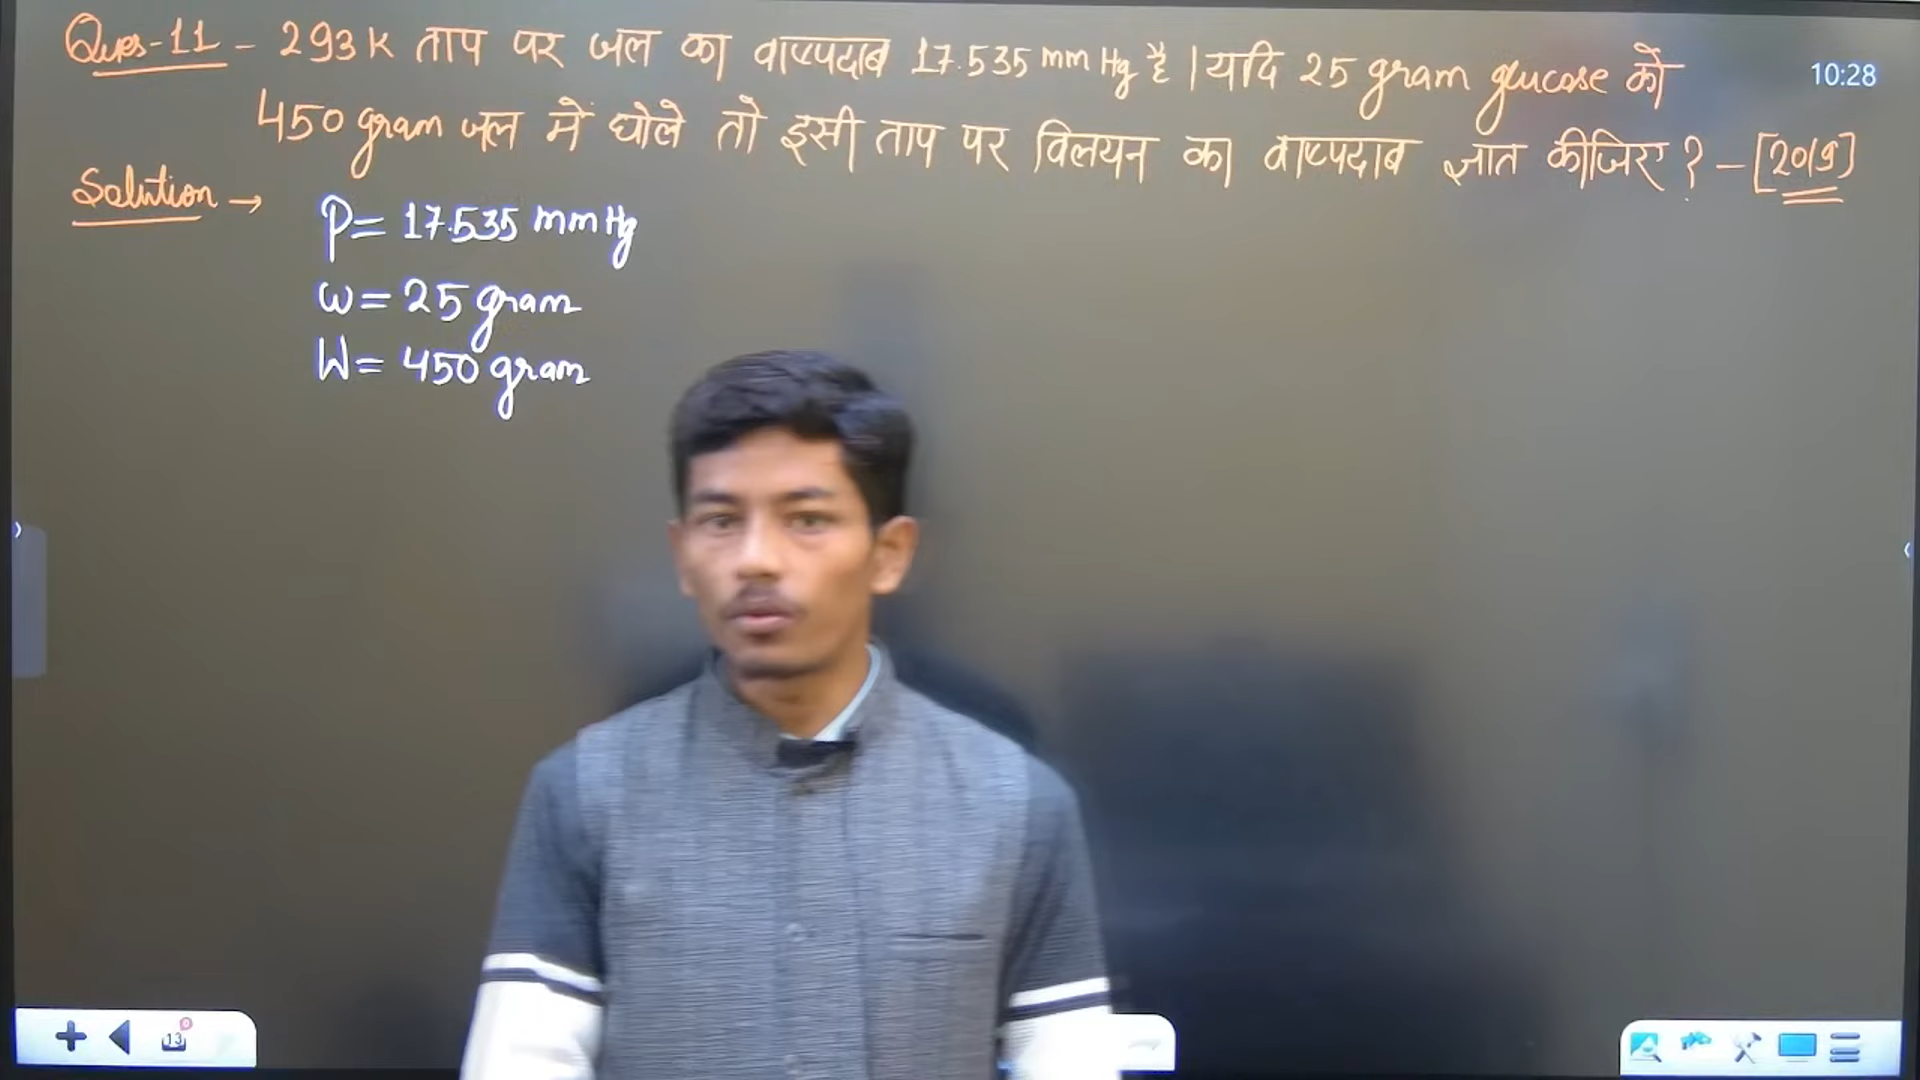 Ques-11 - 293 K ताप पर जल का वाष्पदाब 17.535 mm Hg है । यदि 25 gram glucose को
10:28
450 gram जल में घोले तो इसी ताप पर विलयन का वाष्पदाब ज्ञात कीजिए ? - [2019]
Solution →
P = 17.535 mm Hg
w = 25 gram
W = 450 gram
13